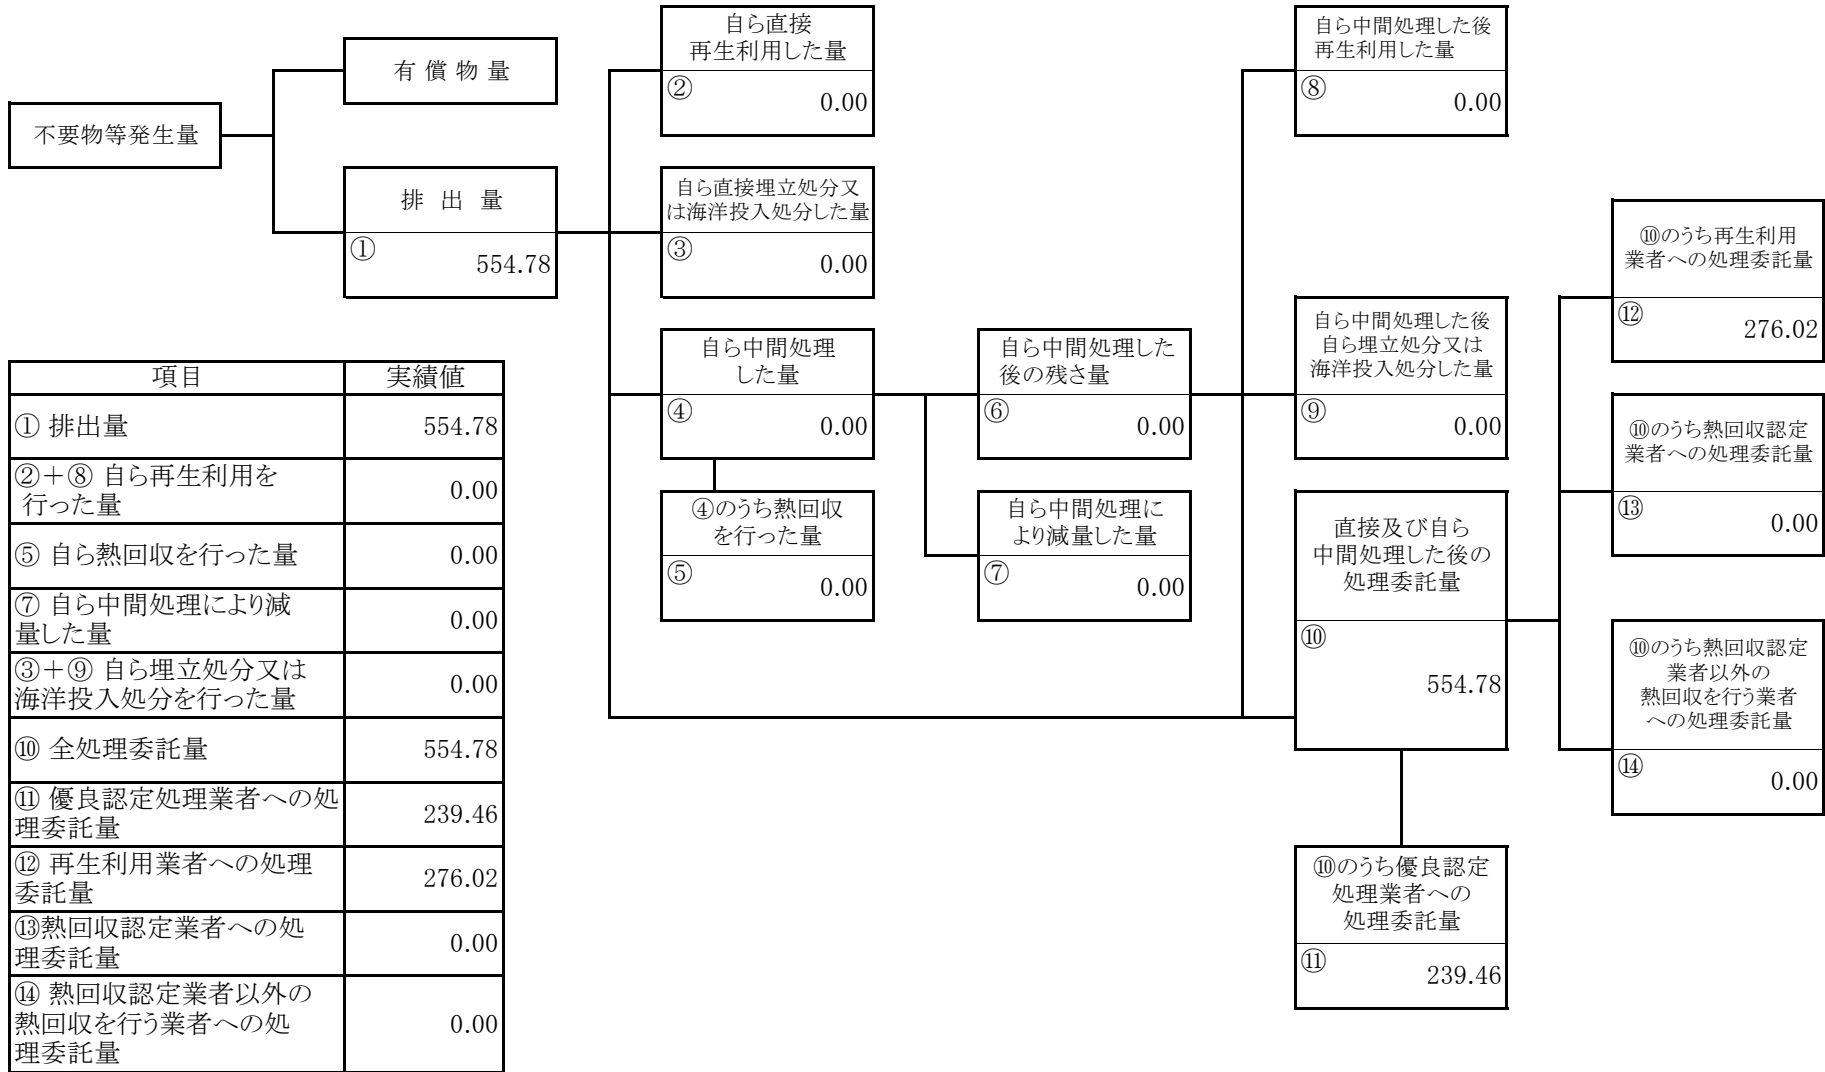 不要物等発生量
有 償 物 量
排 出 量
①
554.78
自ら直接
再生利用した量
②
0.00
自ら直接埋立処分又
は海洋投入処分した量
③
0.00
自ら中間処理
した量
④
0.00
④のうち熱回収
を行った量
⑤
0.00
自ら中間処理した
後の残さ量
⑥
0.00
自ら中間処理に
より減量した量
⑦
0.00
自ら中間処理した後
再生利用した量
⑧
0.00
自ら中間処理した後
自ら埋立処分又は
海洋投入処分した量
⑨
0.00
直接及び自ら
中間処理した後の
処理委託量
⑩
554.78
⑩のうち優良認定
処理業者への
処理委託量
⑪
239.46
⑩のうち再生利用
業者への処理委託量
⑫
276.02
⑩のうち熱回収認定
業者への処理委託量
⑬
0.00
⑩のうち熱回収認定
業者以外の
熱回収を行う業者
への処理委託量
⑭
0.00
項目 実績値
① 排出量 554.78
②＋⑧ 自ら再生利用を
行った量 0.00
⑤ 自ら熱回収を行った量 0.00
⑦ 自ら中間処理により減
量した量 0.00
③＋⑨ 自ら埋立処分又は
海洋投入処分を行った量 0.00
⑩ 全処理委託量 554.78
⑪ 優良認定処理業者への処
理委託量 239.46
⑫ 再生利用業者への処理
委託量 276.02
⑬熱回収認定業者への処
理委託量 0.00
⑭ 熱回収認定業者以外の
熱回収を行う業者への処
理委託量 0.00